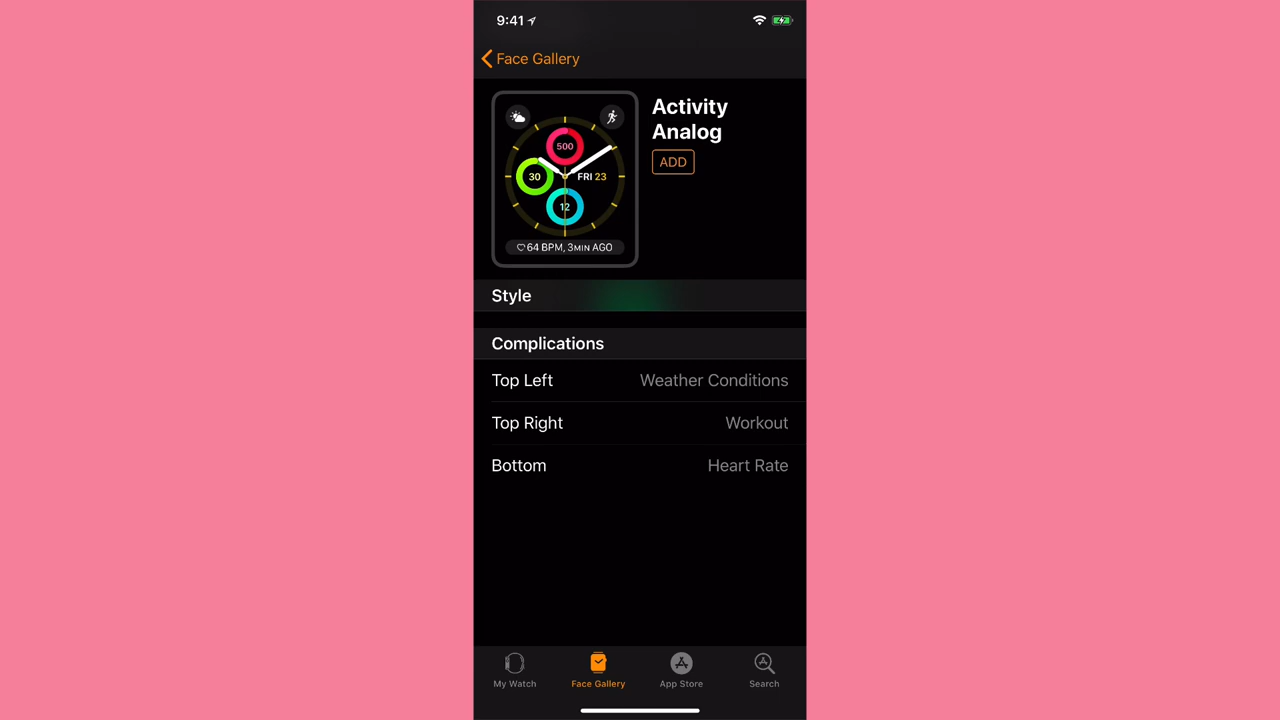 9:41
Face Gallery
Activity
Analog
ADD
500
30
FRI 23
12
64 BPM, 3MIN AGO
Style
Complications
Top Left Weather Conditions
Top Right Workout
Bottom Heart Rate
My Watch Face Gallery App Store Search